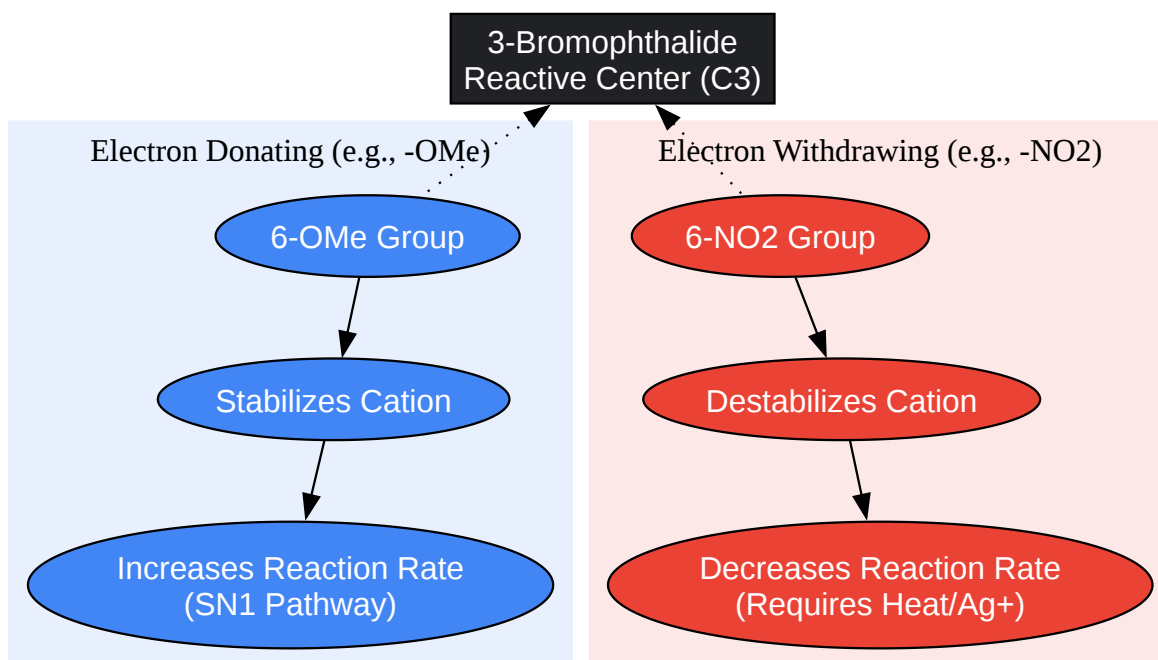 3-Bromophthalide
Reactive Center (C3)
Electron Donating (e.g., -OMe)
6-OMe Group
Stabilizes Cation
Increases Reaction Rate
(SN1 Pathway)
Electron Withdrawing (e.g., -NO2)
6-NO2 Group
Destabilizes Cation
Decreases Reaction Rate
(Requires Heat/Ag+)